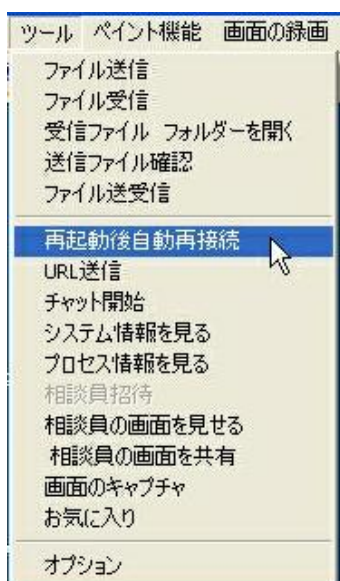 ツール ペイント機能 画面の録画
ファイル送信
ファイル受信
受信ファイル フォルダーを開く
送信ファイル確認
ファイル送受信
再起動後自動再接続
URL送信
チャット開始
システム情報を見る
プロセス情報を見る
相談員招待
相談員の画面を見せる
相談員の画面を共有
画面のキャプチャ
お気に入り
オプション